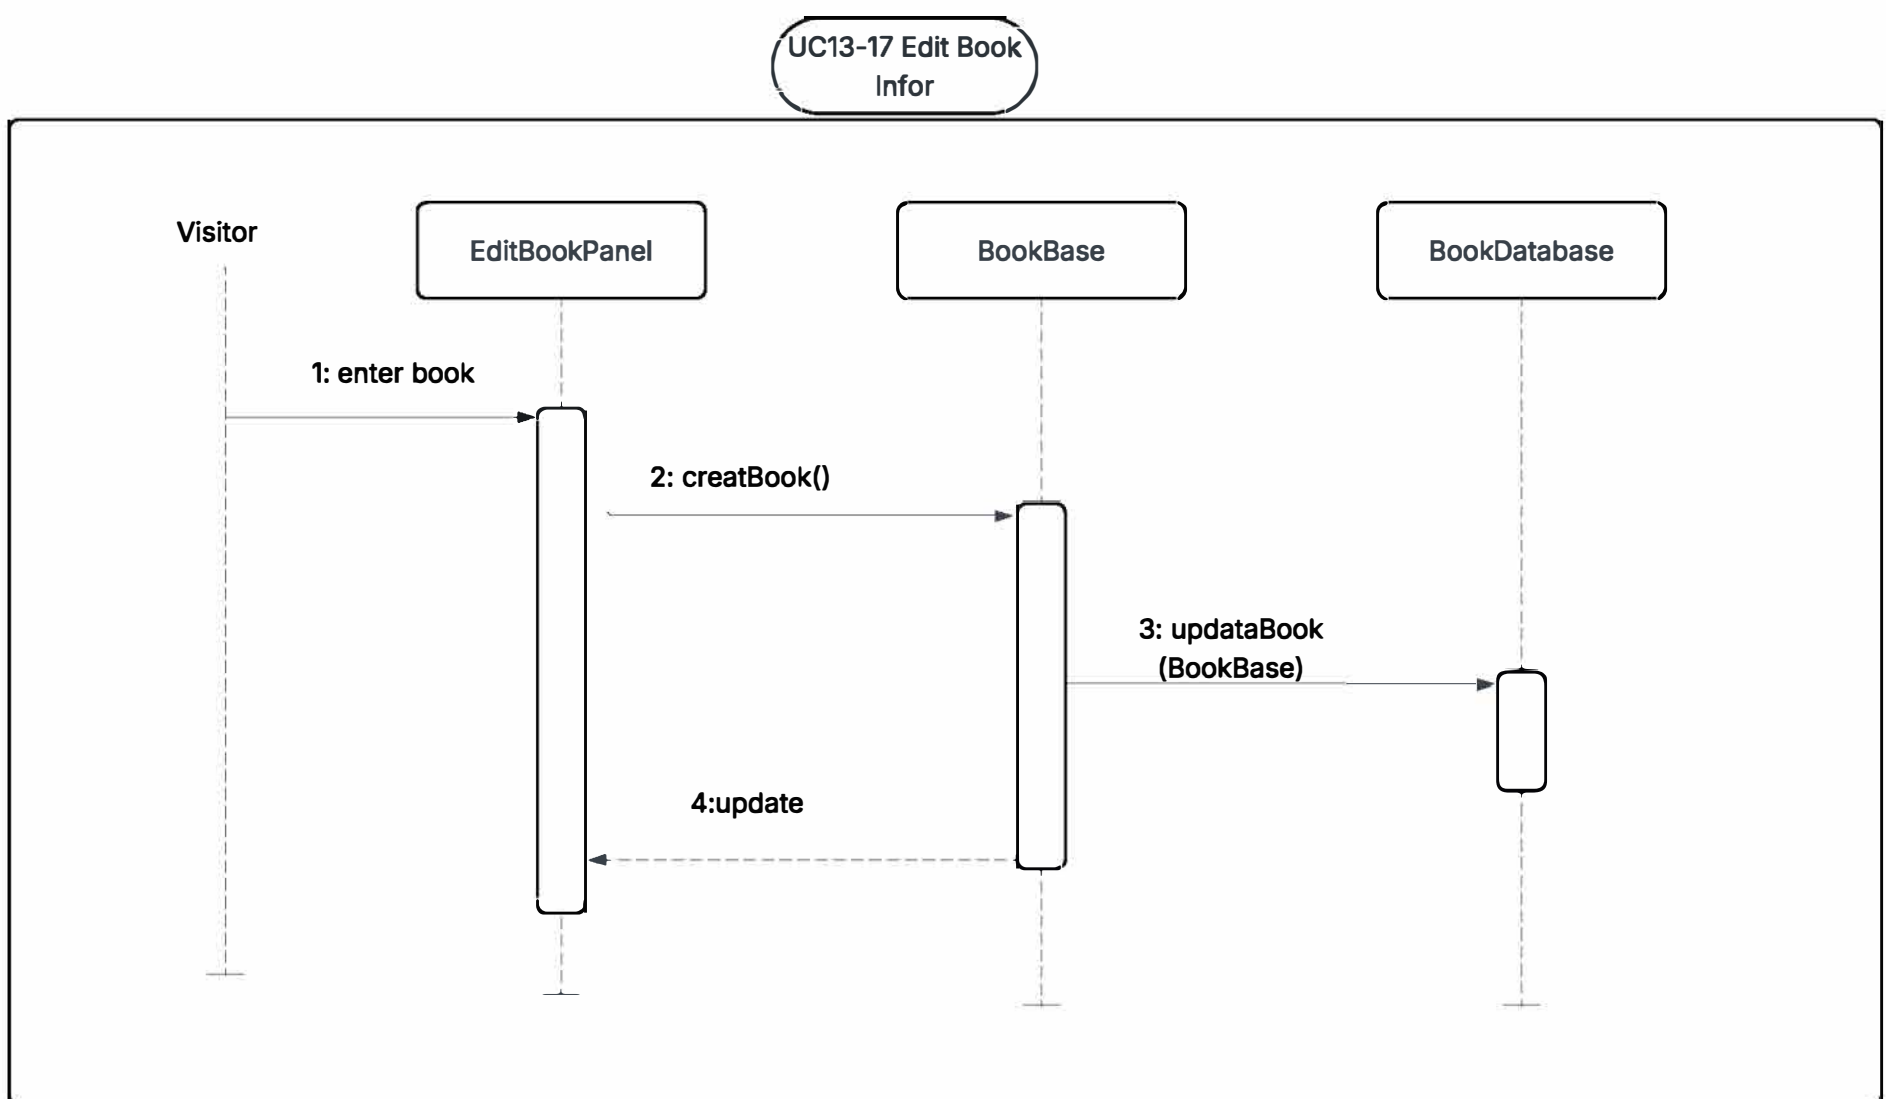 UC13-17 Edit Book
Infor
Visitor
EditBookPanel
BookBase
BookDatabase
1: enter book
2: creatBook()
3: updataBook
(BookBase)
4:update